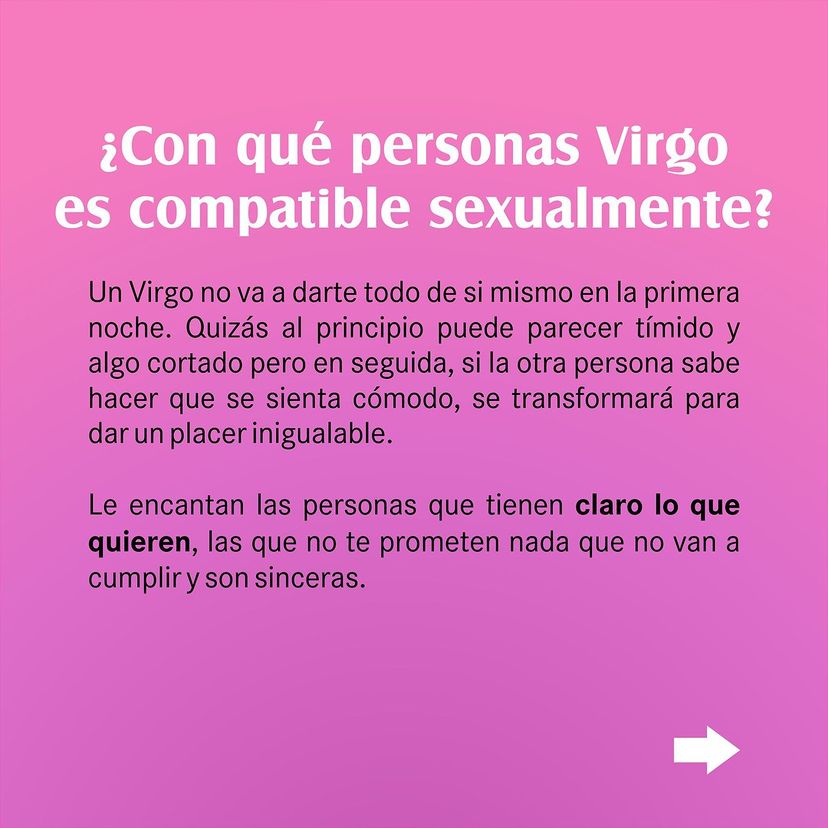 ¿Con qué personas Virgo
es compatible sexualmente?
Un Virgo no va a darte todo de si mismo en la primera
noche. Quizás al principio puede parecer tímido y
algo cortado pero en seguida, si la otra persona sabe
hacer que se sienta cómodo, se transformará para
dar un placer inigualable.
Le encantan las personas que tienen claro lo que
quieren, las que no te prometen nada que no van a
cumplir y son sinceras.